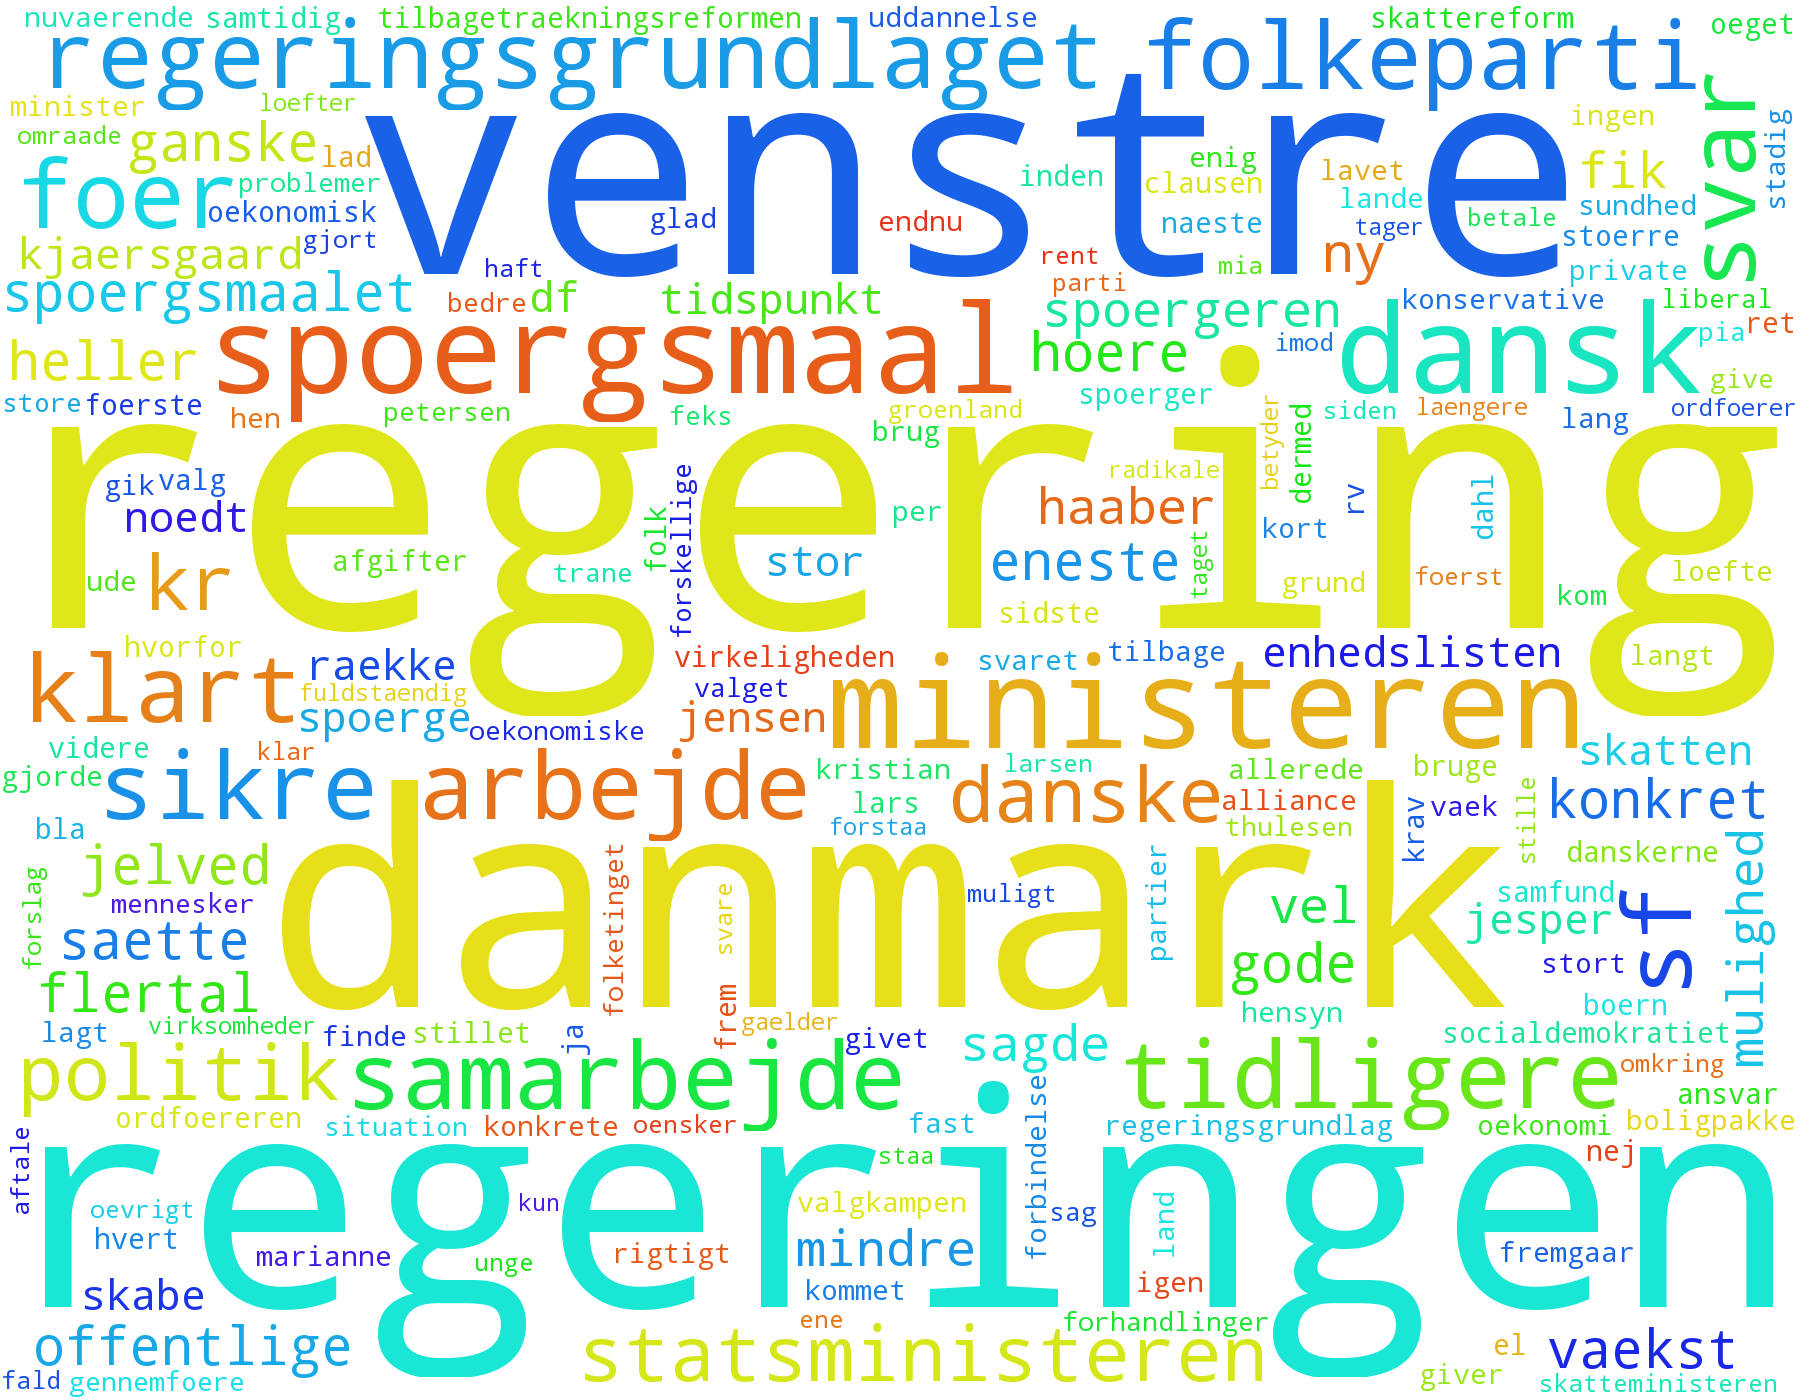 nuvaerende samtidig tilbagetraekningsreformen uddannelse skattereform oeget
regeringsgrundlaget folkeparti
minister loefter svar ingen stadig
omraade ganske lad venstre enig lavet fik
foer problemer inden clausen lande sundhed
oekonomisk glad endnu naeste tager betale stoerre
kjaersgaard gjort haft rent mia ny private
spoergsmaalet bedre df tidspunkt parti spoergeren konservative liberal
heller spoergsmaal hoere imod dansk pia ret
store foerste spoerger give
hen petersen feks groenland siden laengere lang ordfoerer
brug betyder dermed
regering
gik valg forskellige radikale rv dahl
noedt folk per haaber kort
kr afgifter trane stor eneste taget grund foerst loefte
ude sidste kom
hvorfor raekke virkeligheden svaret tilbage enhedslisten langt
klart fuldstaendig valget ministeren
spoerge oekonomiske jensen
videre klar skatten
gjorde sikre arbejde kristian larsen danske allerede bruge stille
lars alliance krav vaek konkret
bla forstaa thulesen danskerne
jelved danmark
forslag mennesker folketinget svare muligt partier vel samfund sf mulighed
saette jesper
flertal frem gode stort
hensyn boern
lagt virksomheder finde stillet ja gaelder givet sagde socialdemokratiet
politik samarbejde tidligere omkring
ansvar
ordfoereren situation konkrete oensker fast forbindelse regeringsgrundlag oekonomi boligpakke
aftale staa nej
regeringen
oevrigt kun valgkampen sag land
hvert marianne unge rigtigt mindre fremgaar
skabe kommet igen
offentlige ene forhandlinger
statsministeren el vaekst
fald gennemfoere giver skatteministeren